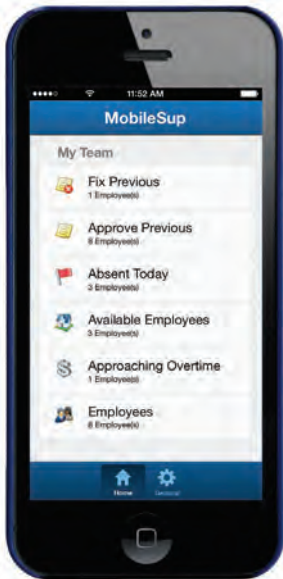 11:52 AM
MobileSup
My Team
Fix Previous
1 Employee(s)
Approve Previous
8 Employee(s)
Absent Today
3 Employee(s)
Available Employees
3 Employee(s)
Approaching Overtime
1 Employee(s)
Employees
8 Employee(s)
Home